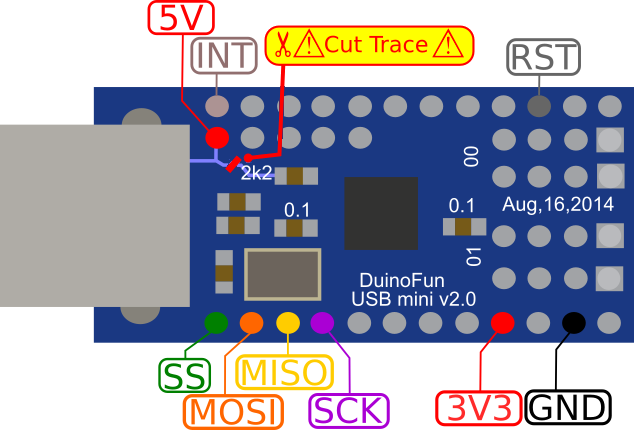 5V
INT
Cut Trace
RST
00
2k2
Aug,16,2014
0.1
0.1
01
DuinoFun
USB mini v2.0
SS
MISO
MOSI
SCK
3V3
GND